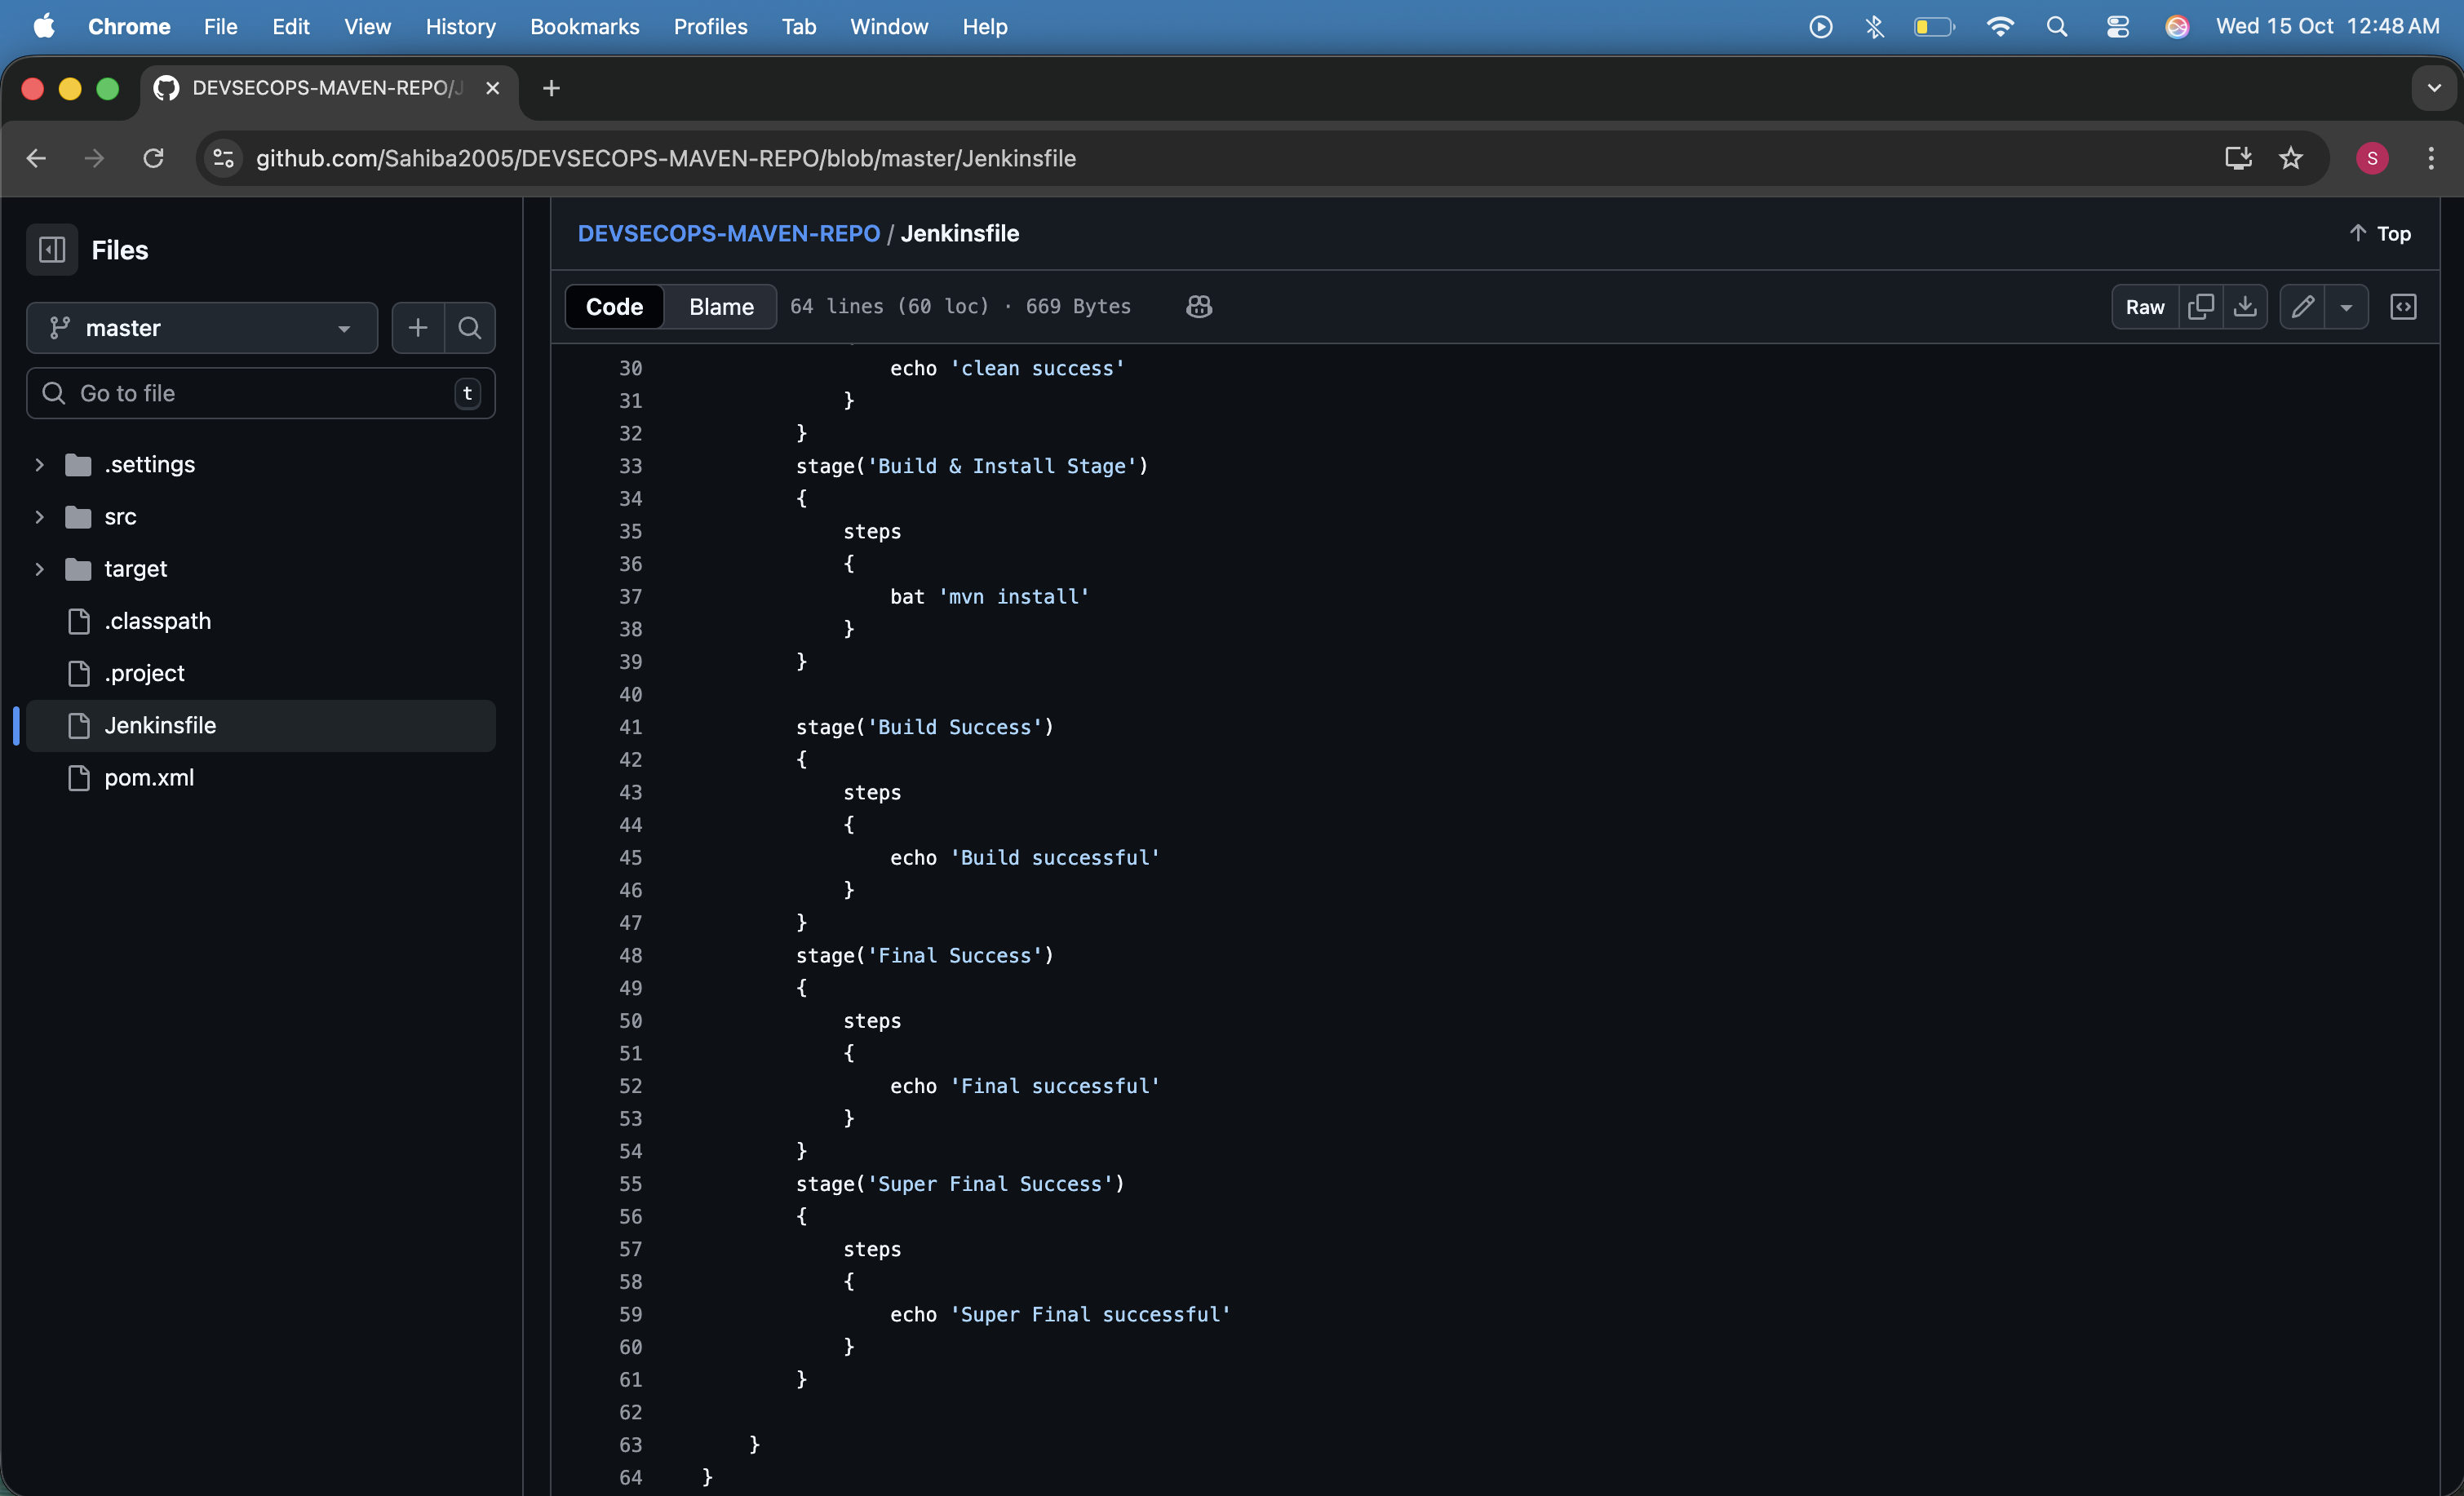 Chrome File Edit View History Bookmarks Profiles Tab Window Help Wed 15 Oct 12:48 AM
DEVSECOPS-MAVEN-REPO/J
github.com/Sahiba2005/DEVSECOPS-MAVEN-REPO/blob/master/Jenkinsfile S
Files
master
Go to file t
.settings
src
target
.classpath
.project
Jenkinsfile
pom.xml
DEVSECOPS-MAVEN-REPO / Jenkinsfile Top
Code Blame 64 lines (60 loc) · 669 Bytes Raw
30 echo 'clean success'
31 }
32 }
33 stage('Build & Install Stage')
34 {
35 steps
36 {
37 bat 'mvn install'
38 }
39 }
40
41 stage('Build Success')
42 {
43 steps
44 {
45 echo 'Build successful'
46 }
47 }
48 stage('Final Success')
49 {
50 steps
51 {
52 echo 'Final successful'
53 }
54 }
55 stage('Super Final Success')
56 {
57 steps
58 {
59 echo 'Super Final successful'
60 }
61 }
62
63 }
64 }